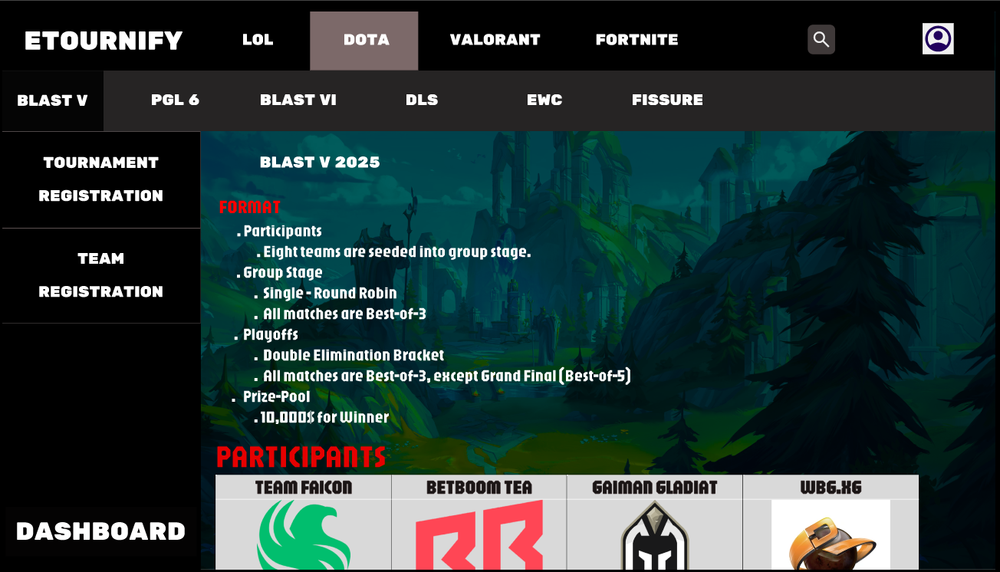 ETOURNIFY LOL DOTA VALORANT FORTNITE
BLAST V PGL 6 BLAST VI DLS EWC FISSURE
TOURNAMENT
REGISTRATION
TEAM
REGISTRATION
DASHBOARD
BLAST V 2025
FORMAT
. Participants
. Eight teams are seeded into group stage.
. Group Stage
. Single - Round Robin
. All matches are Best-of-3
. Playoffs
. Double Elimination Bracket
. All matches are Best-of-3, except Grand Final (Best-of-5)
. Prize-Pool
. 10,000$ for Winner
PARTICIPANTS
TEAM FAICON BETBOOM TEA GAIMAN GLADIAT WBG.XG